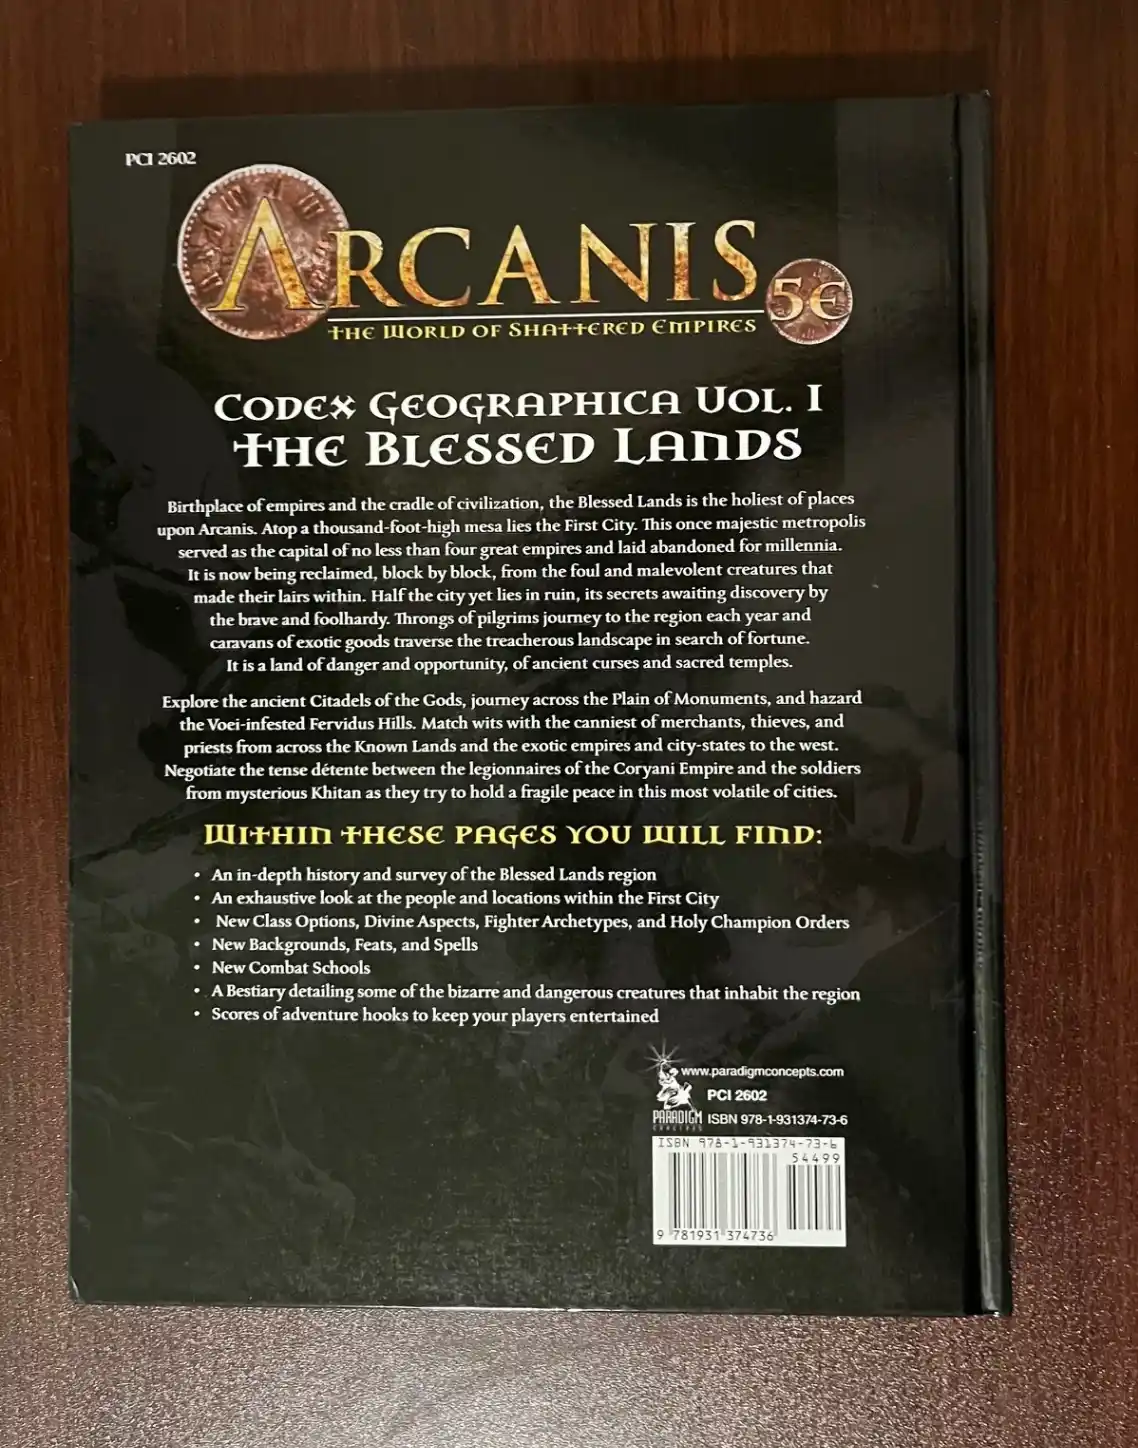 PCI 2602
ARCANIS
5E
THE WORLD OF SHATTERED EMPIRES
CODEX GEOGRAPHICA VOL. I
THE BLESSED LANDS
Birthplace of empires and the cradle of civilization, the Blessed Lands is the holiest of places
upon Arcanis. Atop a thousand-foot-high mesa lies the First City. This once majestic metropolis
served as the capital of no less than four great empires and laid abandoned for millennia.
It is now being reclaimed, block by block, from the foul and malevolent creatures that
made their lairs within. Half the city yet lies in ruin, its secrets awaiting discovery by
the brave and foolhardy. Throngs of pilgrims journey to the region each year and
caravans of exotic goods traverse the treacherous landscape in search of fortune.
It is a land of danger and opportunity, of ancient curses and sacred temples.
Explore the ancient Citadels of the Gods, journey across the Plain of Monuments, and hazard
the Voei-infested Fervidus Hills. Match wits with the canniest of merchants, thieves, and
priests from across the Known Lands and the exotic empires and city-states to the west.
Negotiate the tense détente between the legionnaires of the Coryani Empire and the soldiers
from mysterious Khitan as they try to hold a fragile peace in this most volatile of cities.
WITHIN THESE PAGES YOU WILL FIND:
• An in-depth history and survey of the Blessed Lands region
• An exhaustive look at the people and locations within the First City
• New Class Options, Divine Aspects, Fighter Archetypes, and Holy Champion Orders
• New Backgrounds, Feats, and Spells
• New Combat Schools
• A Bestiary detailing some of the bizarre and dangerous creatures that inhabit the region
• Scores of adventure hooks to keep your players entertained
www.paradigmconcepts.com
PCI 2602
PARADIGM
CONCEPTS
ISBN 978-1-931374-73-6
ISBN 978-1-931374-73-6
54499
9 781931 374736